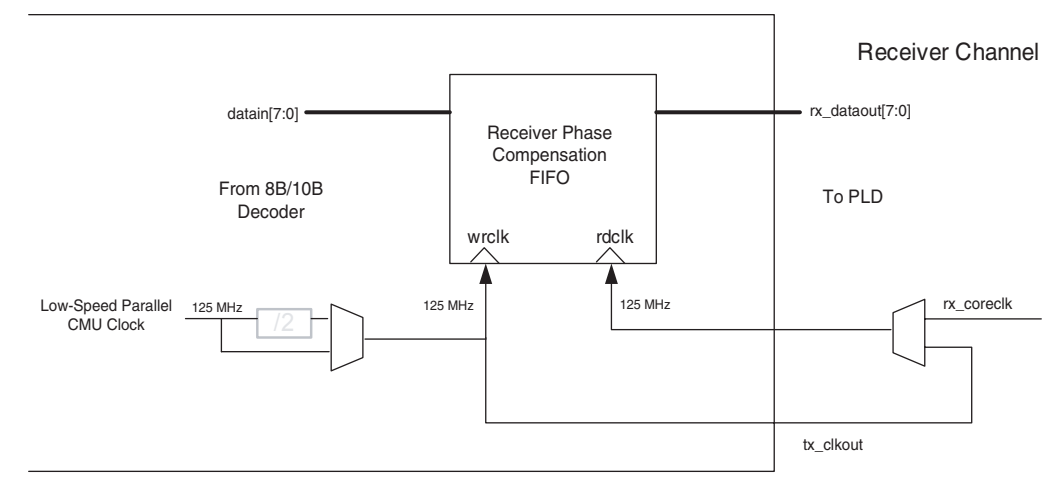 Receiver Channel
datain[7:0]
rx_dataout[7:0]
Receiver Phase
Compensation
FIFO
From 8B/10B
Decoder
To PLD
wrclk
rdclk
Low-Speed Parallel
CMU Clock
125 MHz
/2
125 MHz
125 MHz
rx_coreclk
tx_clkout